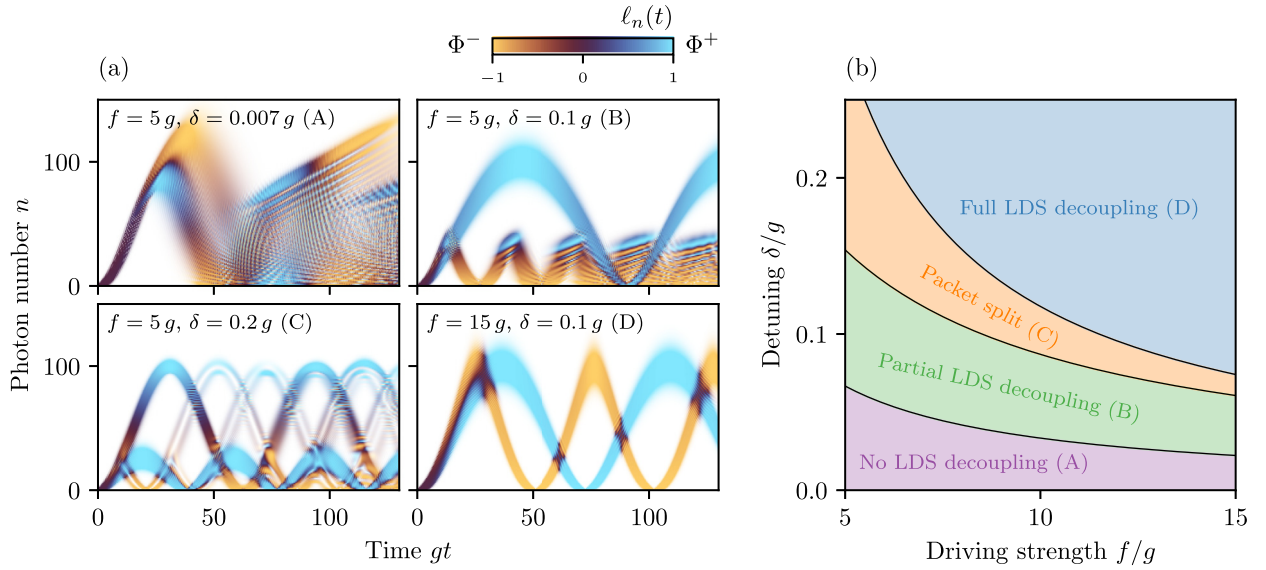 ℓₙ(t)
Φ⁻ Φ⁺
−1 0 1
(a)
f = 5 g, δ = 0.007 g (A)
f = 5 g, δ = 0.1 g (B)
100
0
f = 5 g, δ = 0.2 g (C)
f = 15 g, δ = 0.1 g (D)
100
0
0 50 100
0 50 100
Photon number n
Time gt
(b)
Full LDS decoupling (D)
Packet split (C)
Partial LDS decoupling (B)
No LDS decoupling (A)
0.2
0.1
0.0
5 10 15
Detuning δ/g
Driving strength f/g